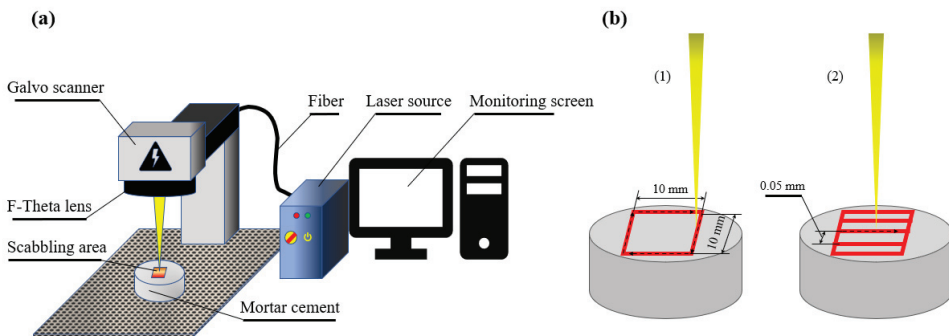 (a)
Galvo scanner
Fiber
Laser source
Monitoring screen
F-Theta lens
Scabbling area
Mortar cement
(b)
(1)
10 mm
10 mm
(2)
0.05 mm